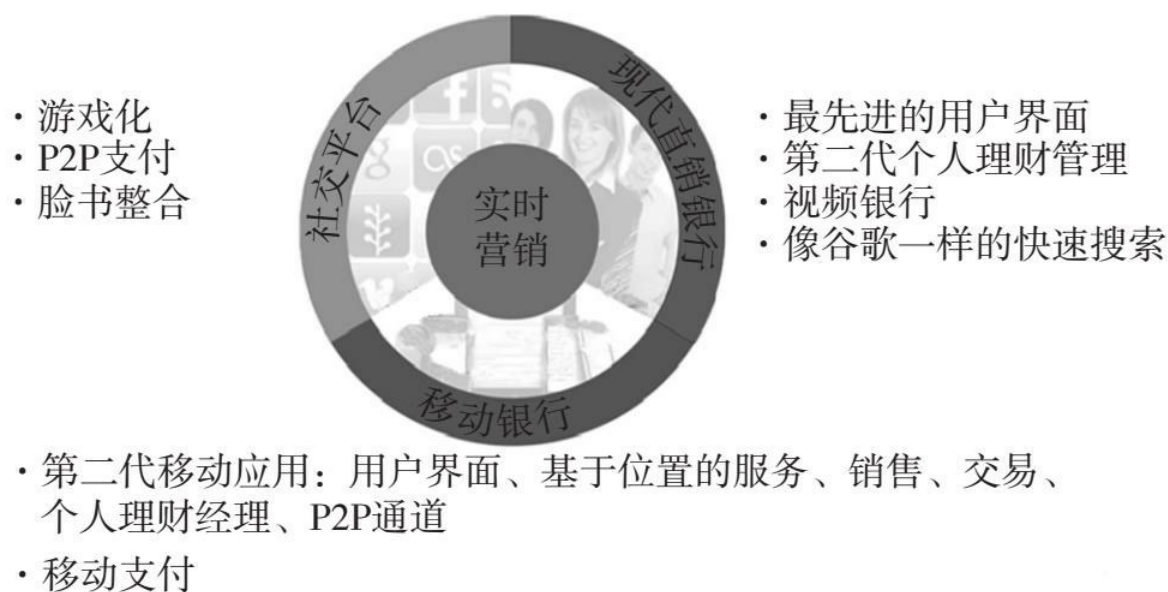 · 游戏化
· P2P支付
· 脸书整合
社交平台
现代直销银行
实时
营销
移动银行
· 最先进的用户界面
· 第二代个人理财管理
· 视频银行
· 像谷歌一样的快速搜索
· 第二代移动应用：用户界面、基于位置的服务、销售、交易、
个人理财经理、P2P通道
· 移动支付